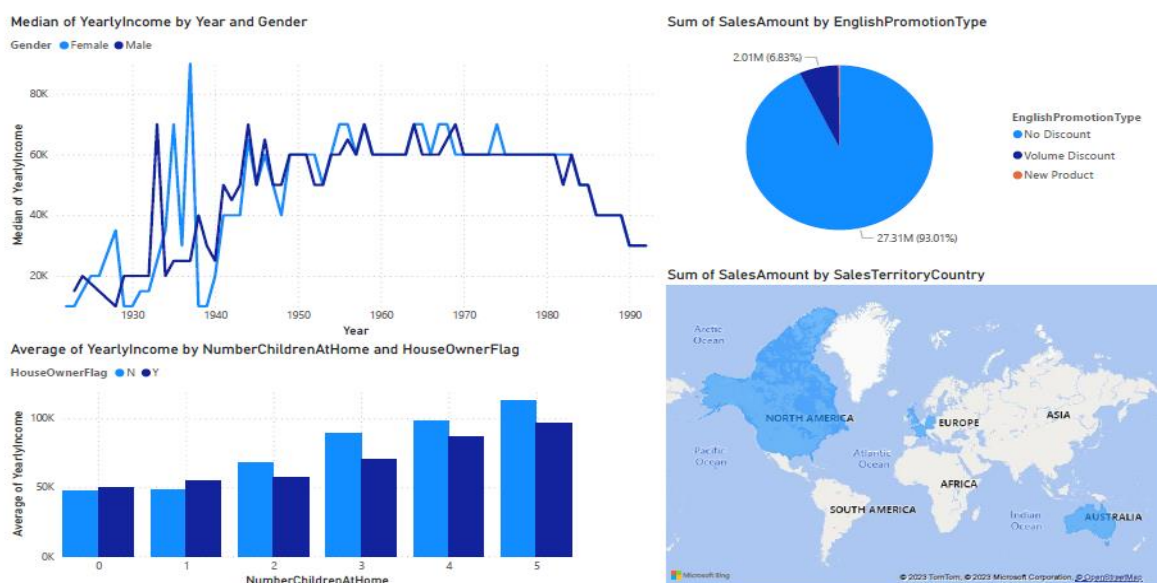 Median of YearlyIncome by Year and Gender
Gender Female Male
Median of YearlyIncome
80K
60K
40K
20K
1930 1940 1950 1960 1970 1980 1990
Year
Average of YearlyIncome by NumberChildrenAtHome and HouseOwnerFlag
HouseOwnerFlag N Y
Average of YearlyIncome
100K
50K
0K
0 1 2 3 4 5
NumberChildrenAtHome
Sum of SalesAmount by EnglishPromotionType
2.01M (6.83%)
27.31M (93.01%)
EnglishPromotionType
No Discount
Volume Discount
New Product
Sum of SalesAmount by SalesTerritoryCountry
Arctic
Ocean
NORTH AMERICA
EUROPE
ASIA
Pacific
Ocean
Atlantic
Ocean
AFRICA
SOUTH AMERICA
Indian
Ocean
AUSTRALIA
Microsoft Bing
© 2023 TomTom, © 2023 Microsoft Corporation, © OpenStreetMap